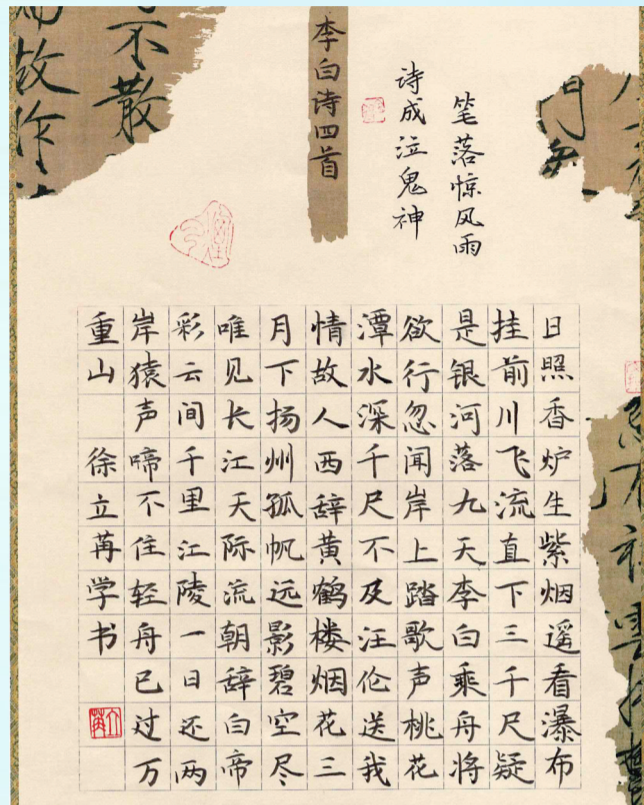 笔落惊风雨
诗成泣鬼神
李白诗四首
不散
故作
日照香炉生紫烟遥看瀑布
挂前川飞流直下三千尺疑
是银河落九天李白乘舟将
欲行忽闻岸上踏歌声桃花
潭水深千尺不及汪伦送我
情故人西辞黄鹤楼烟花三
月下扬州孤帆远影碧空尽
唯见长江天际流朝辞白帝
彩云间千里江陵一日还两
岸猿声啼不住轻舟已过万
重山 徐立苒学书